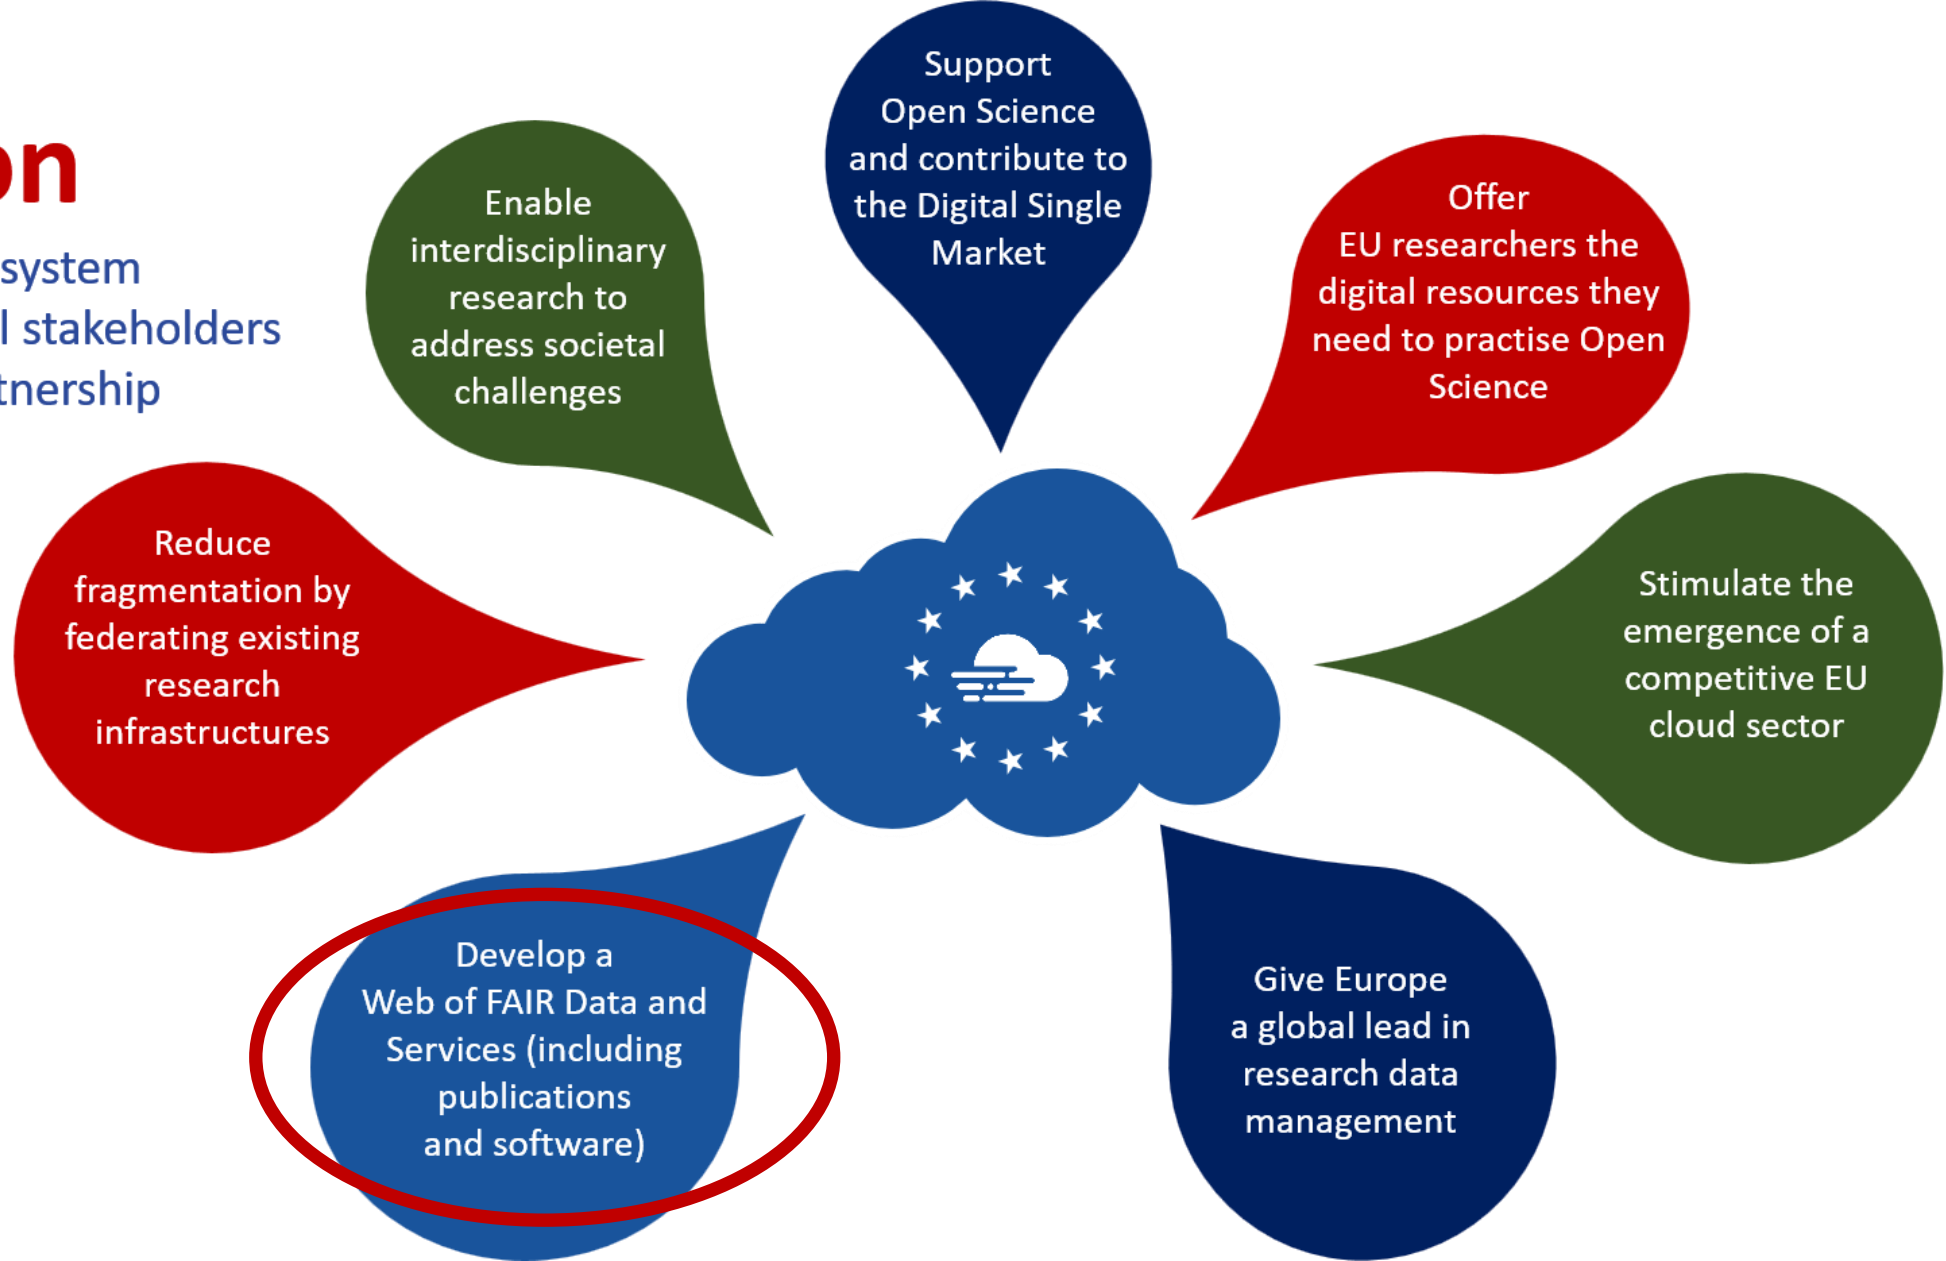 on
system
l stakeholders
tnership
Support
Open Science
and contribute to
the Digital Single
Market
Enable
interdisciplinary
research to
address societal
challenges
Offer
EU researchers the
digital resources they
need to practise Open
Science
Reduce
fragmentation by
federating existing
research
infrastructures
Stimulate the
emergence of a
competitive EU
cloud sector
Develop a
Web of FAIR Data and
Services (including
publications
and software)
Give Europe
a global lead in
research data
management